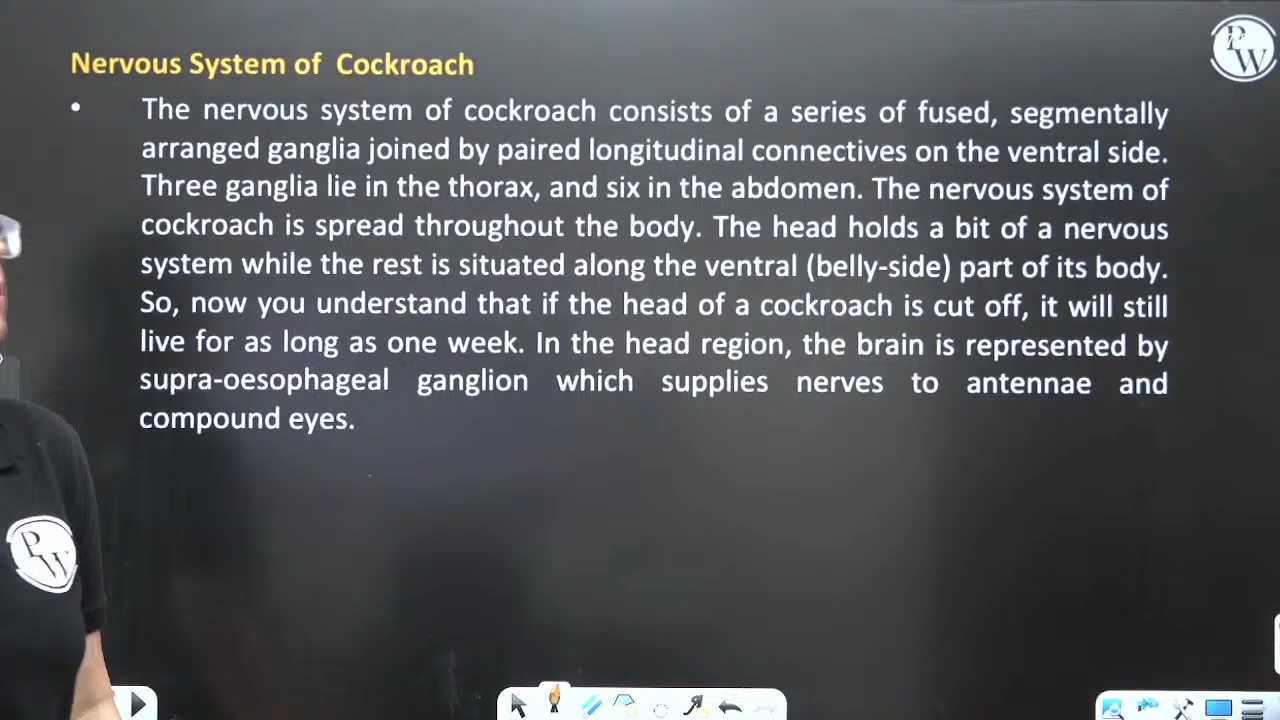 PW
Nervous System of Cockroach
• The nervous system of cockroach consists of a series of fused, segmentally
arranged ganglia joined by paired longitudinal connectives on the ventral side.
Three ganglia lie in the thorax, and six in the abdomen. The nervous system of
cockroach is spread throughout the body. The head holds a bit of a nervous
system while the rest is situated along the ventral (belly-side) part of its body.
So, now you understand that if the head of a cockroach is cut off, it will still
live for as long as one week. In the head region, the brain is represented by
supra-oesophageal ganglion which supplies nerves to antennae and
compound eyes.
PW